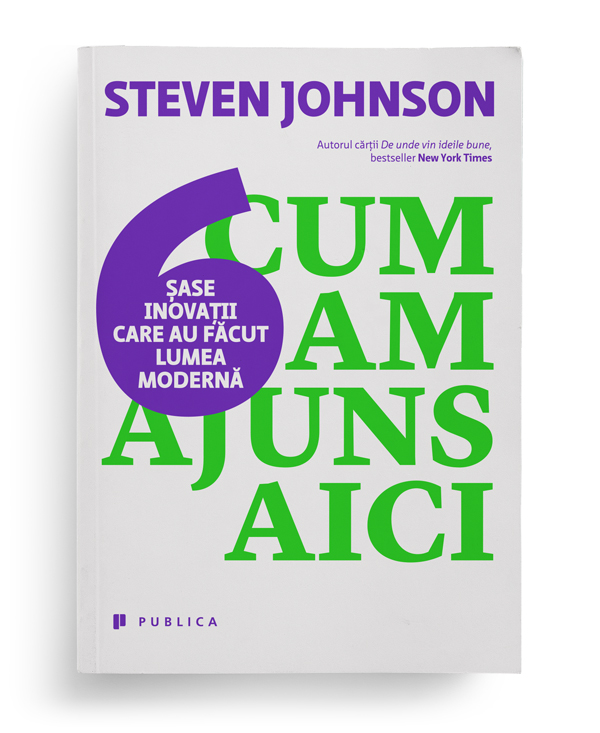 STEVEN JOHNSON
Autorul cărții De unde vin ideile bune,
bestseller New York Times
CUM
AM
AJUNS
AICI
6
ȘASE
INOVAȚII
CARE AU FĂCUT
LUMEA
MODERNĂ
PUBLICA